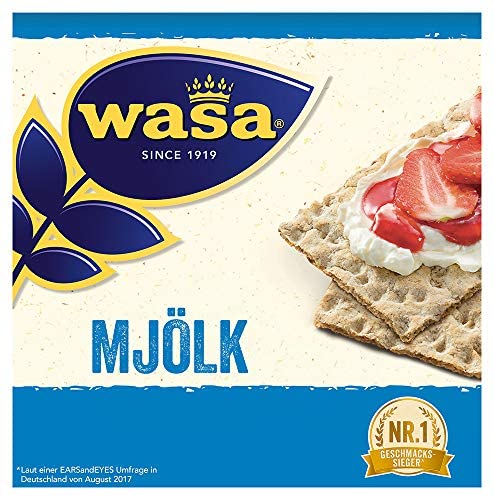 wasa®
SINCE 1919
MJÖLK
NR.1
GESCHMACKS-
SIEGER*
*Laut einer EARSandEYES Umfrage in
Deutschland von August 2017